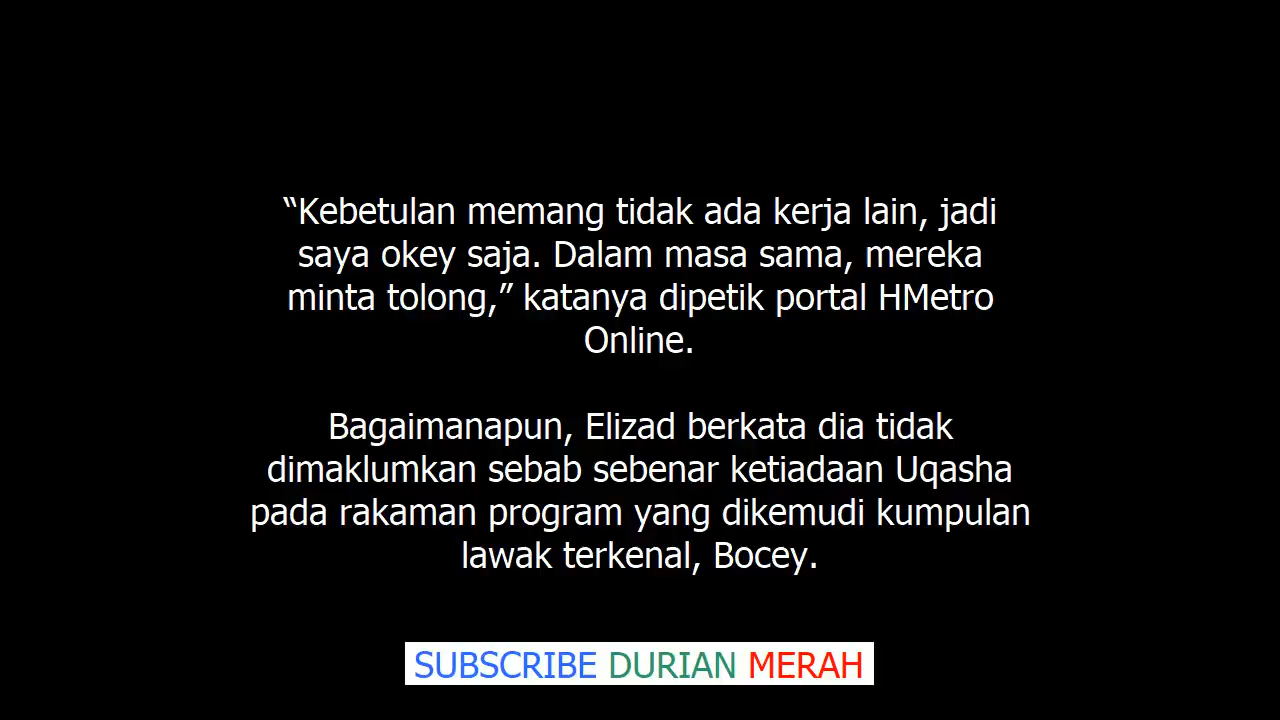 “Kebetulan memang tidak ada kerja lain, jadi
saya okey saja. Dalam masa sama, mereka
minta tolong,” katanya dipetik portal HMetro
Online.
Bagaimanapun, Elizad berkata dia tidak
dimaklumkan sebab sebenar ketiadaan Uqasha
pada rakaman program yang dikemudi kumpulan
lawak terkenal, Bocey.
SUBSCRIBE DURIAN MERAH